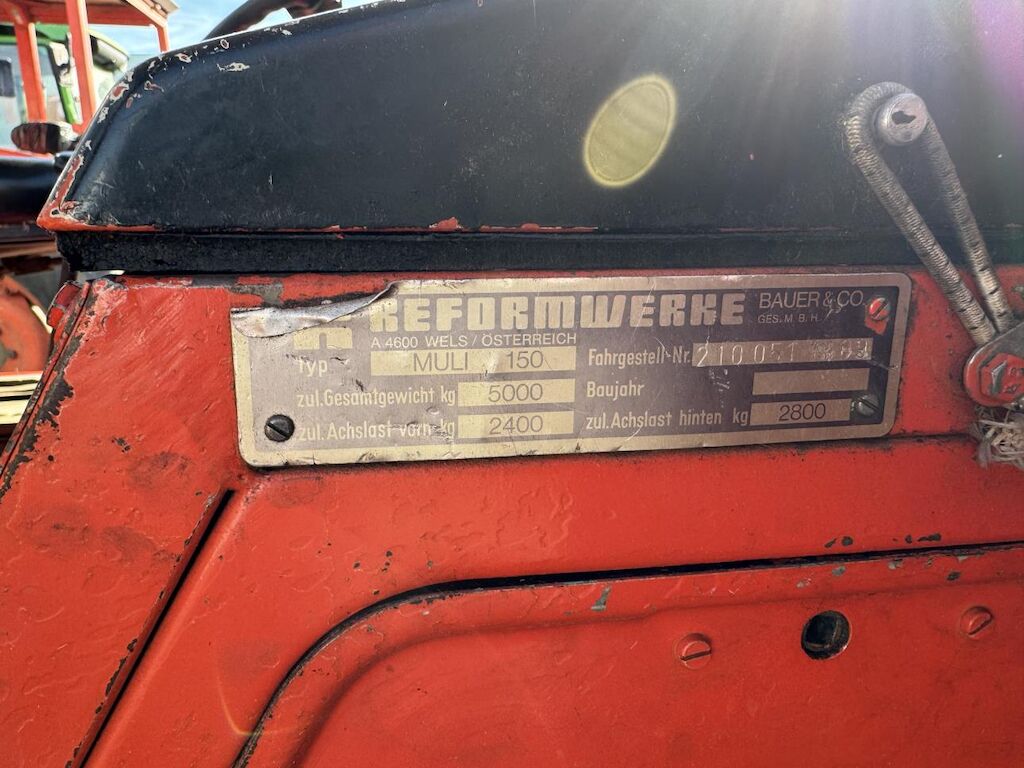 REFORMWERKE BAUER & CO.
GES. M. B. H.
A 4600 WELS / ÖSTERREICH
Typ MULI 150 Fahrgestell-Nr. 210 051
zul. Gesamtgewicht kg 5000 Baujahr
zul. Achslast vorn kg 2400 zul. Achslast hinten kg 2800